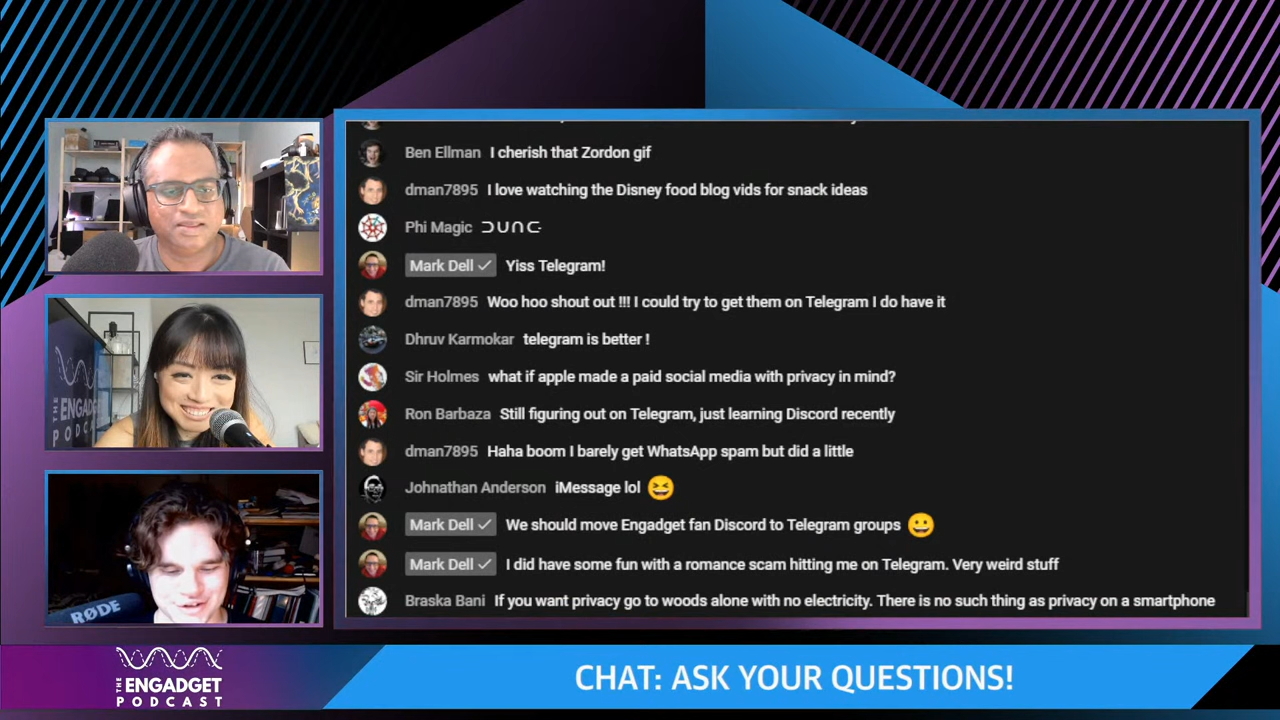 Ben Ellman I cherish that Zordon gif
dman7895 I love watching the Disney food blog vids for snack ideas
Phi Magic ⊃∪∩⊂
Mark Dell ✓ Yiss Telegram!
dman7895 Woo hoo shout out !!! I could try to get them on Telegram I do have it
Dhruv Karmokar telegram is better !
Sir Holmes what if apple made a paid social media with privacy in mind?
Ron Barbaza Still figuring out on Telegram, just learning Discord recently
dman7895 Haha boom I barely get WhatsApp spam but did a little
Johnathan Anderson iMessage lol 😆
Mark Dell ✓ We should move Engadget fan Discord to Telegram groups 😀
Mark Dell ✓ I did have some fun with a romance scam hitting me on Telegram. Very weird stuff
Braska Bani If you want privacy go to woods alone with no electricity. There is no such thing as privacy on a smartphone
THE
ENGADGET
PODCAST
RØDE
THE
ENGADGET
PODCAST
CHAT: ASK YOUR QUESTIONS!